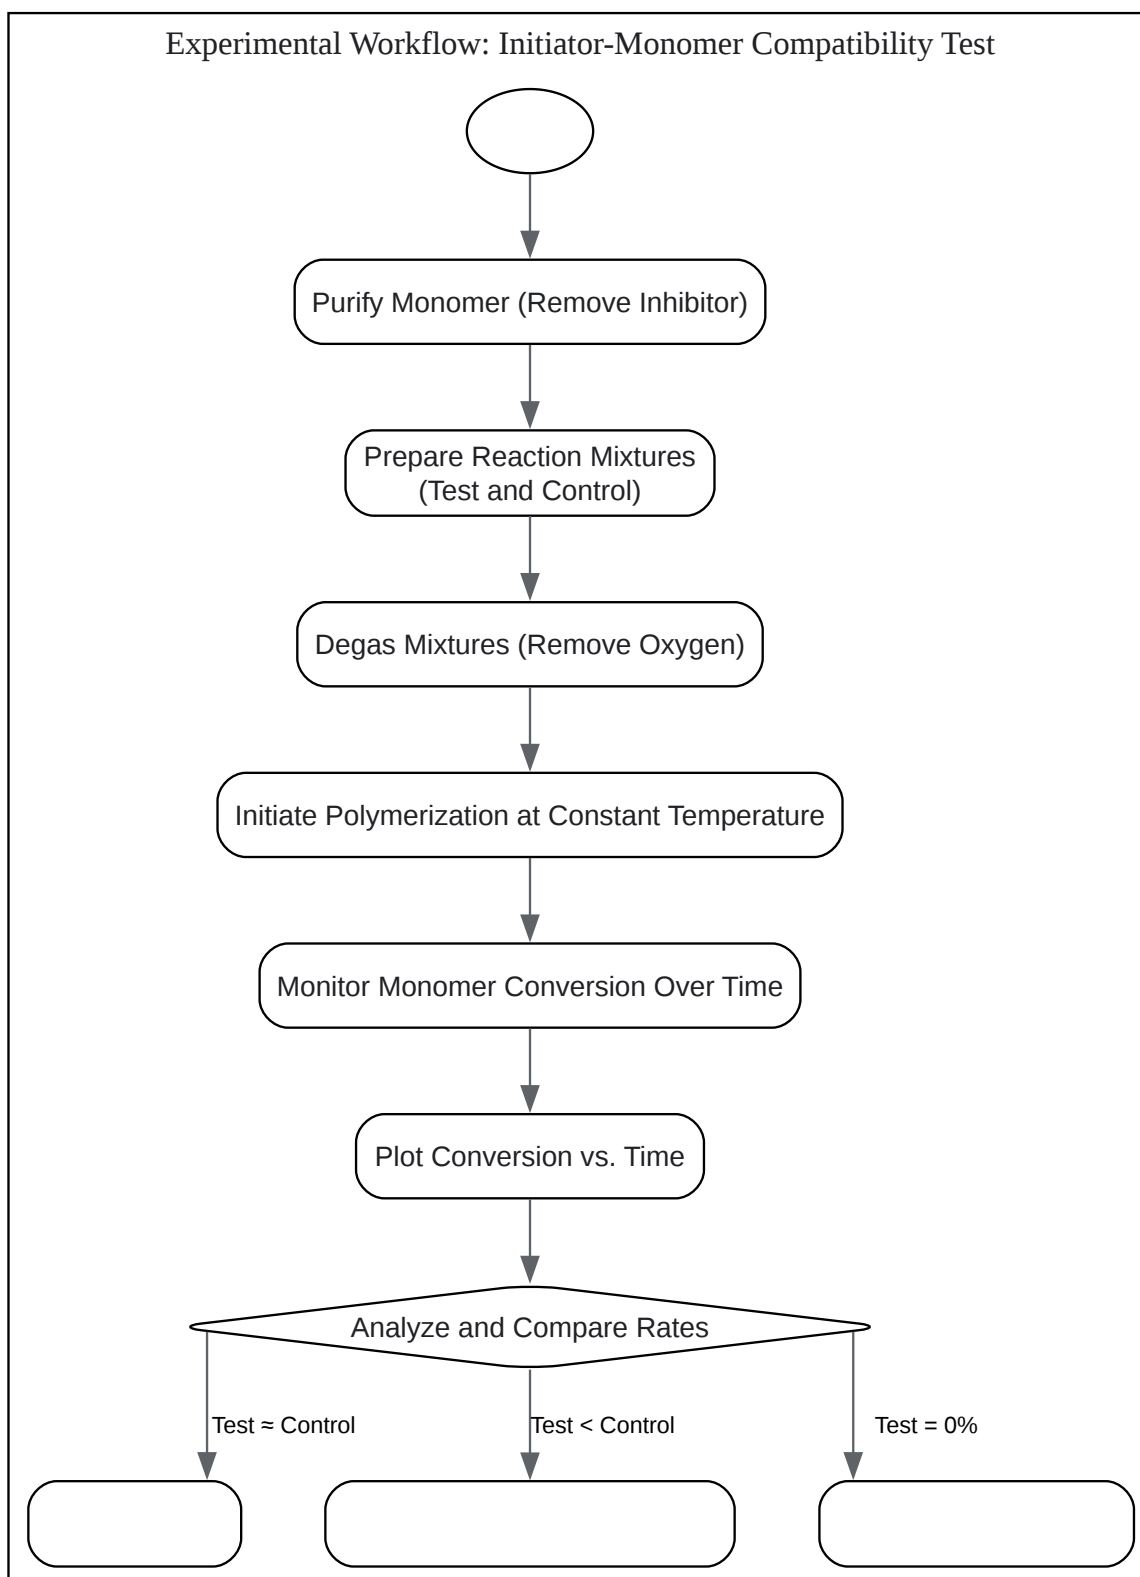 Experimental Workflow: Initiator-Monomer Compatibility Test
Purify Monomer (Remove Inhibitor)
Prepare Reaction Mixtures
(Test and Control)
Degas Mixtures (Remove Oxygen)
Initiate Polymerization at Constant Temperature
Monitor Monomer Conversion Over Time
Plot Conversion vs. Time
Analyze and Compare Rates
Test ≈ Control
Test < Control
Test = 0%